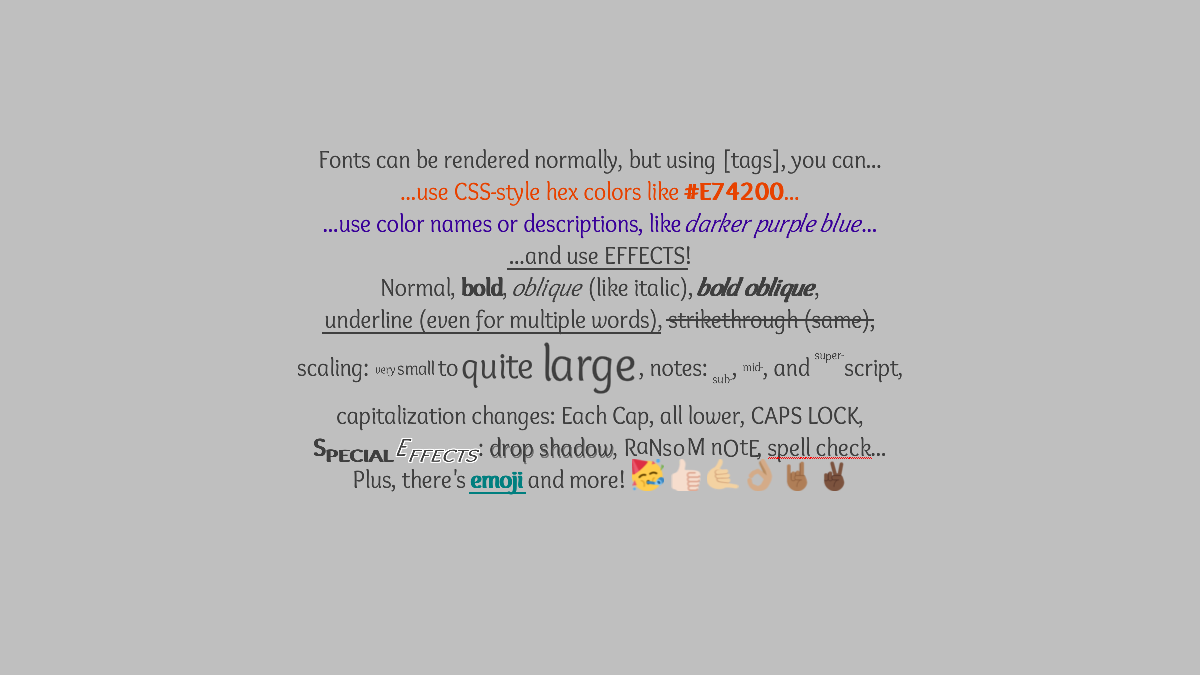 Fonts can be rendered normally, but using [tags], you can...
...use CSS-style hex colors like #E74200...
...use color names or descriptions, like darker purple blue...
...and use EFFECTS!
Normal, bold, oblique (like italic), bold oblique,
underline (even for multiple words), strikethrough (same),
scaling: very small to quite large, notes: sub-, mid-, and super-script,
capitalization changes: Each Cap, all lower, CAPS LOCK,
SPECIAL EFFECTS: drop shadow, RaNsoM nOtE, spell check...
Plus, there's emoji and more! 🥳👍🏻🤙🏼👌🏽🤘🏾✌🏿